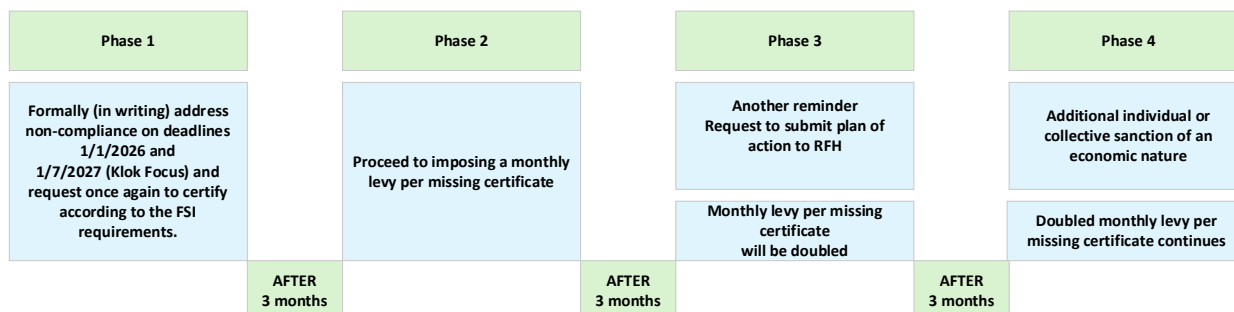 Phase 1
Formally (in writing) address
non-compliance on deadlines
1/1/2026 and
1/7/2027 (Klok Focus) and
request once again to certify
according to the FSI
requirements.
AFTER
3 months
Phase 2
Proceed to imposing a monthly
levy per missing certificate
AFTER
3 months
Phase 3
Another reminder
Request to submit plan of
action to RFH
Monthly levy per missing
certificate
will be doubled
AFTER
3 months
Phase 4
Additional individual or
collective sanction of an
economic nature
Doubled monthly levy per
missing certificate continues